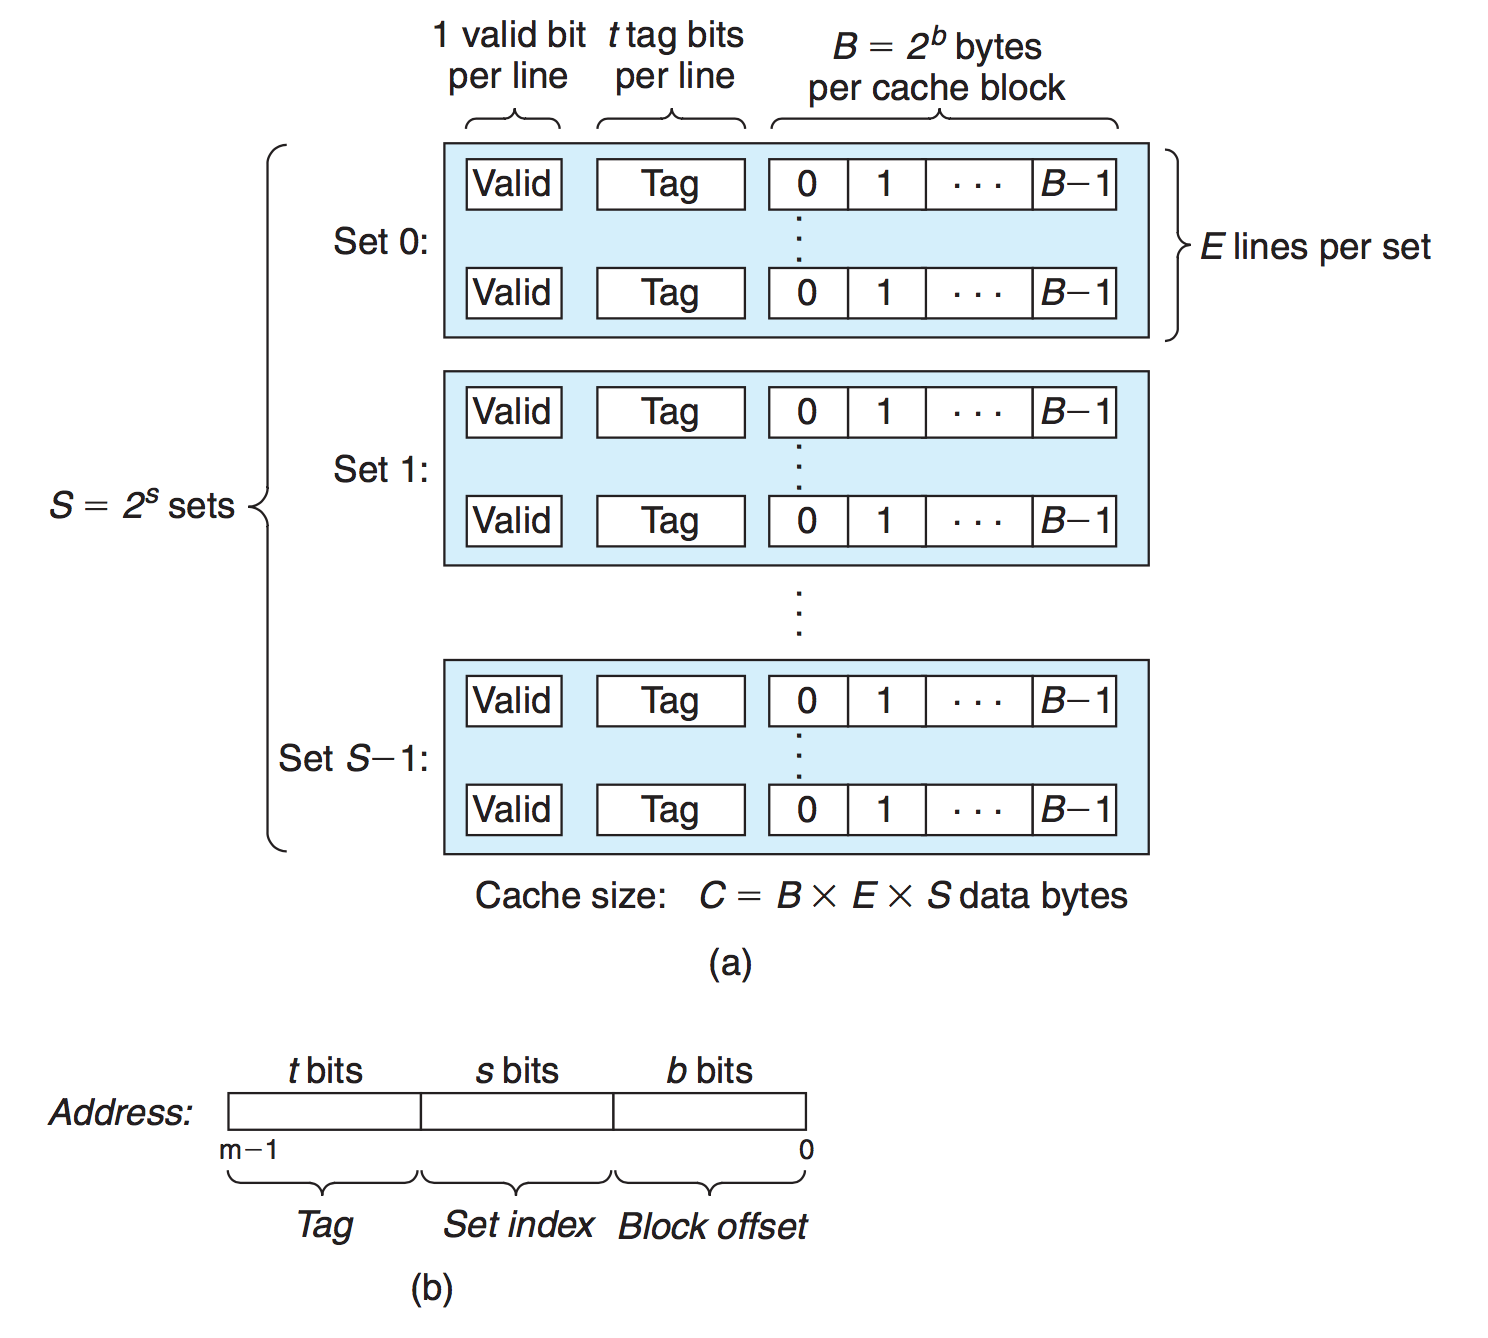 1 valid bit per line
t tag bits per line
B = 2^b bytes per cache block
Valid Tag 0 1 · · · B−1
Set 0:
E lines per set
Valid Tag 0 1 · · · B−1
Valid Tag 0 1 · · · B−1
Set 1:
Valid Tag 0 1 · · · B−1
S = 2^s sets
Valid Tag 0 1 · · · B−1
Set S−1:
Valid Tag 0 1 · · · B−1
Cache size: C = B × E × S data bytes
(a)
t bits s bits b bits
Address:
m−1 0
Tag Set index Block offset
(b)